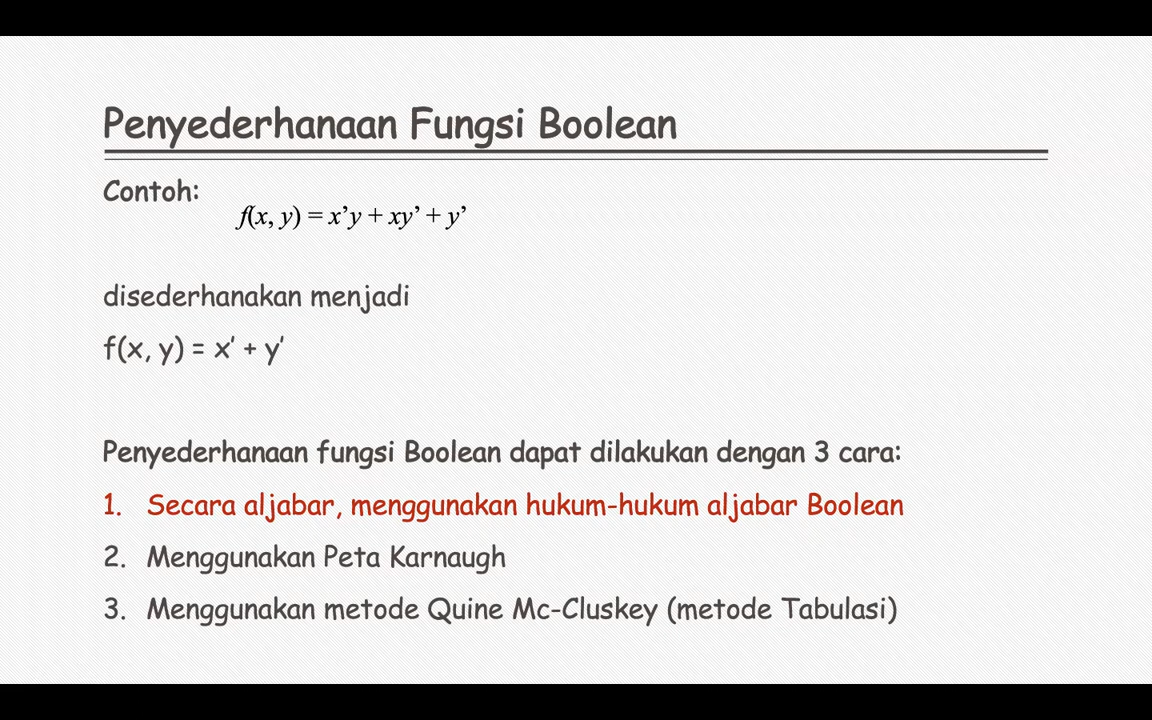 Penyederhanaan Fungsi Boolean
Contoh:
f(x, y) = x’y + xy’ + y’
disederhanakan menjadi
f(x, y) = x’ + y’
Penyederhanaan fungsi Boolean dapat dilakukan dengan 3 cara:
1. Secara aljabar, menggunakan hukum-hukum aljabar Boolean
2. Menggunakan Peta Karnaugh
3. Menggunakan metode Quine Mc-Cluskey (metode Tabulasi)